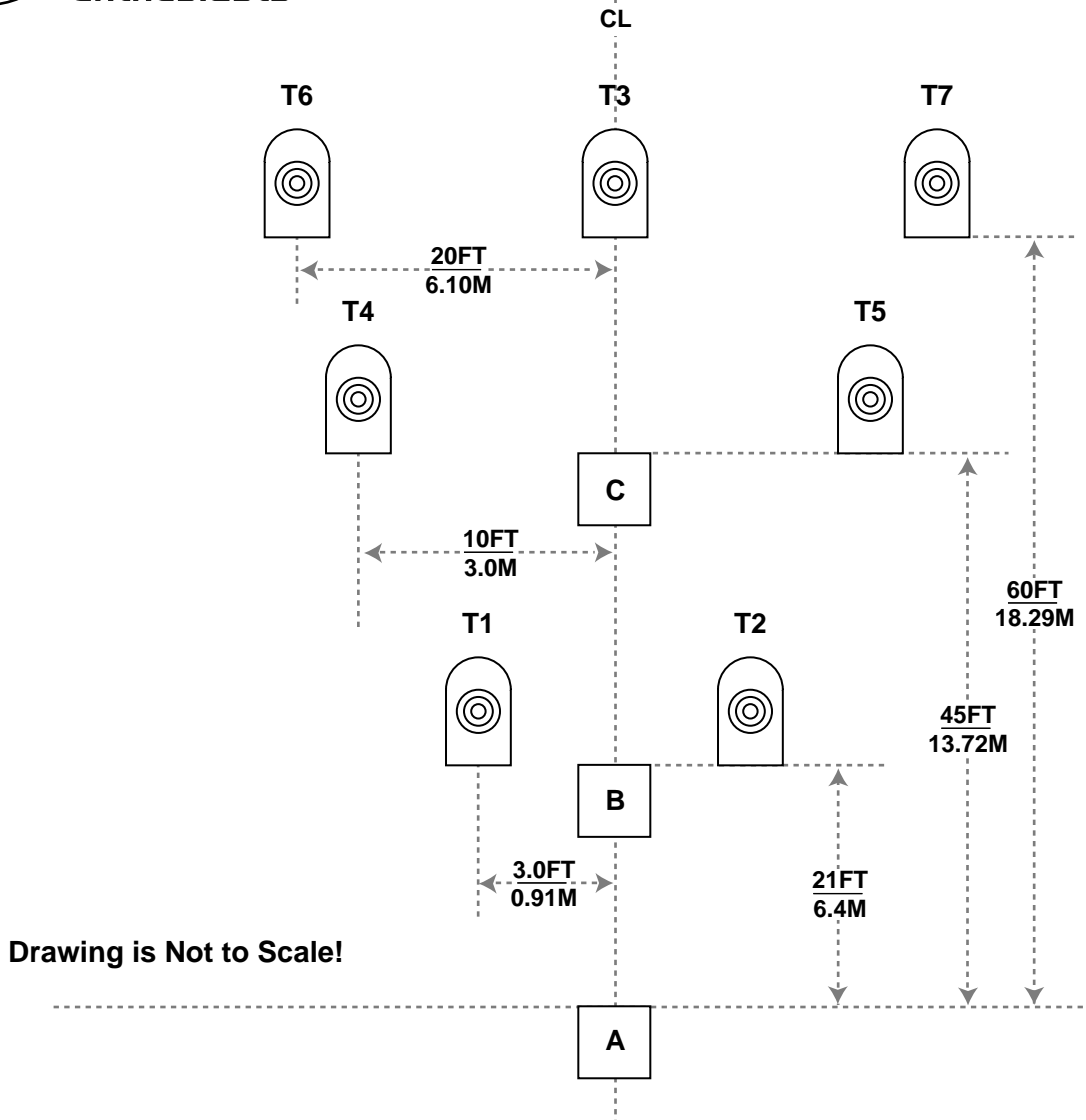 CL
T6 T3 T7
20FT
6.10M
T4 T5
C
10FT
3.0M
60FT
18.29M
T1 T2
45FT
13.72M
B
3.0FT
0.91M
21FT
6.4M
Drawing is Not to Scale!
A